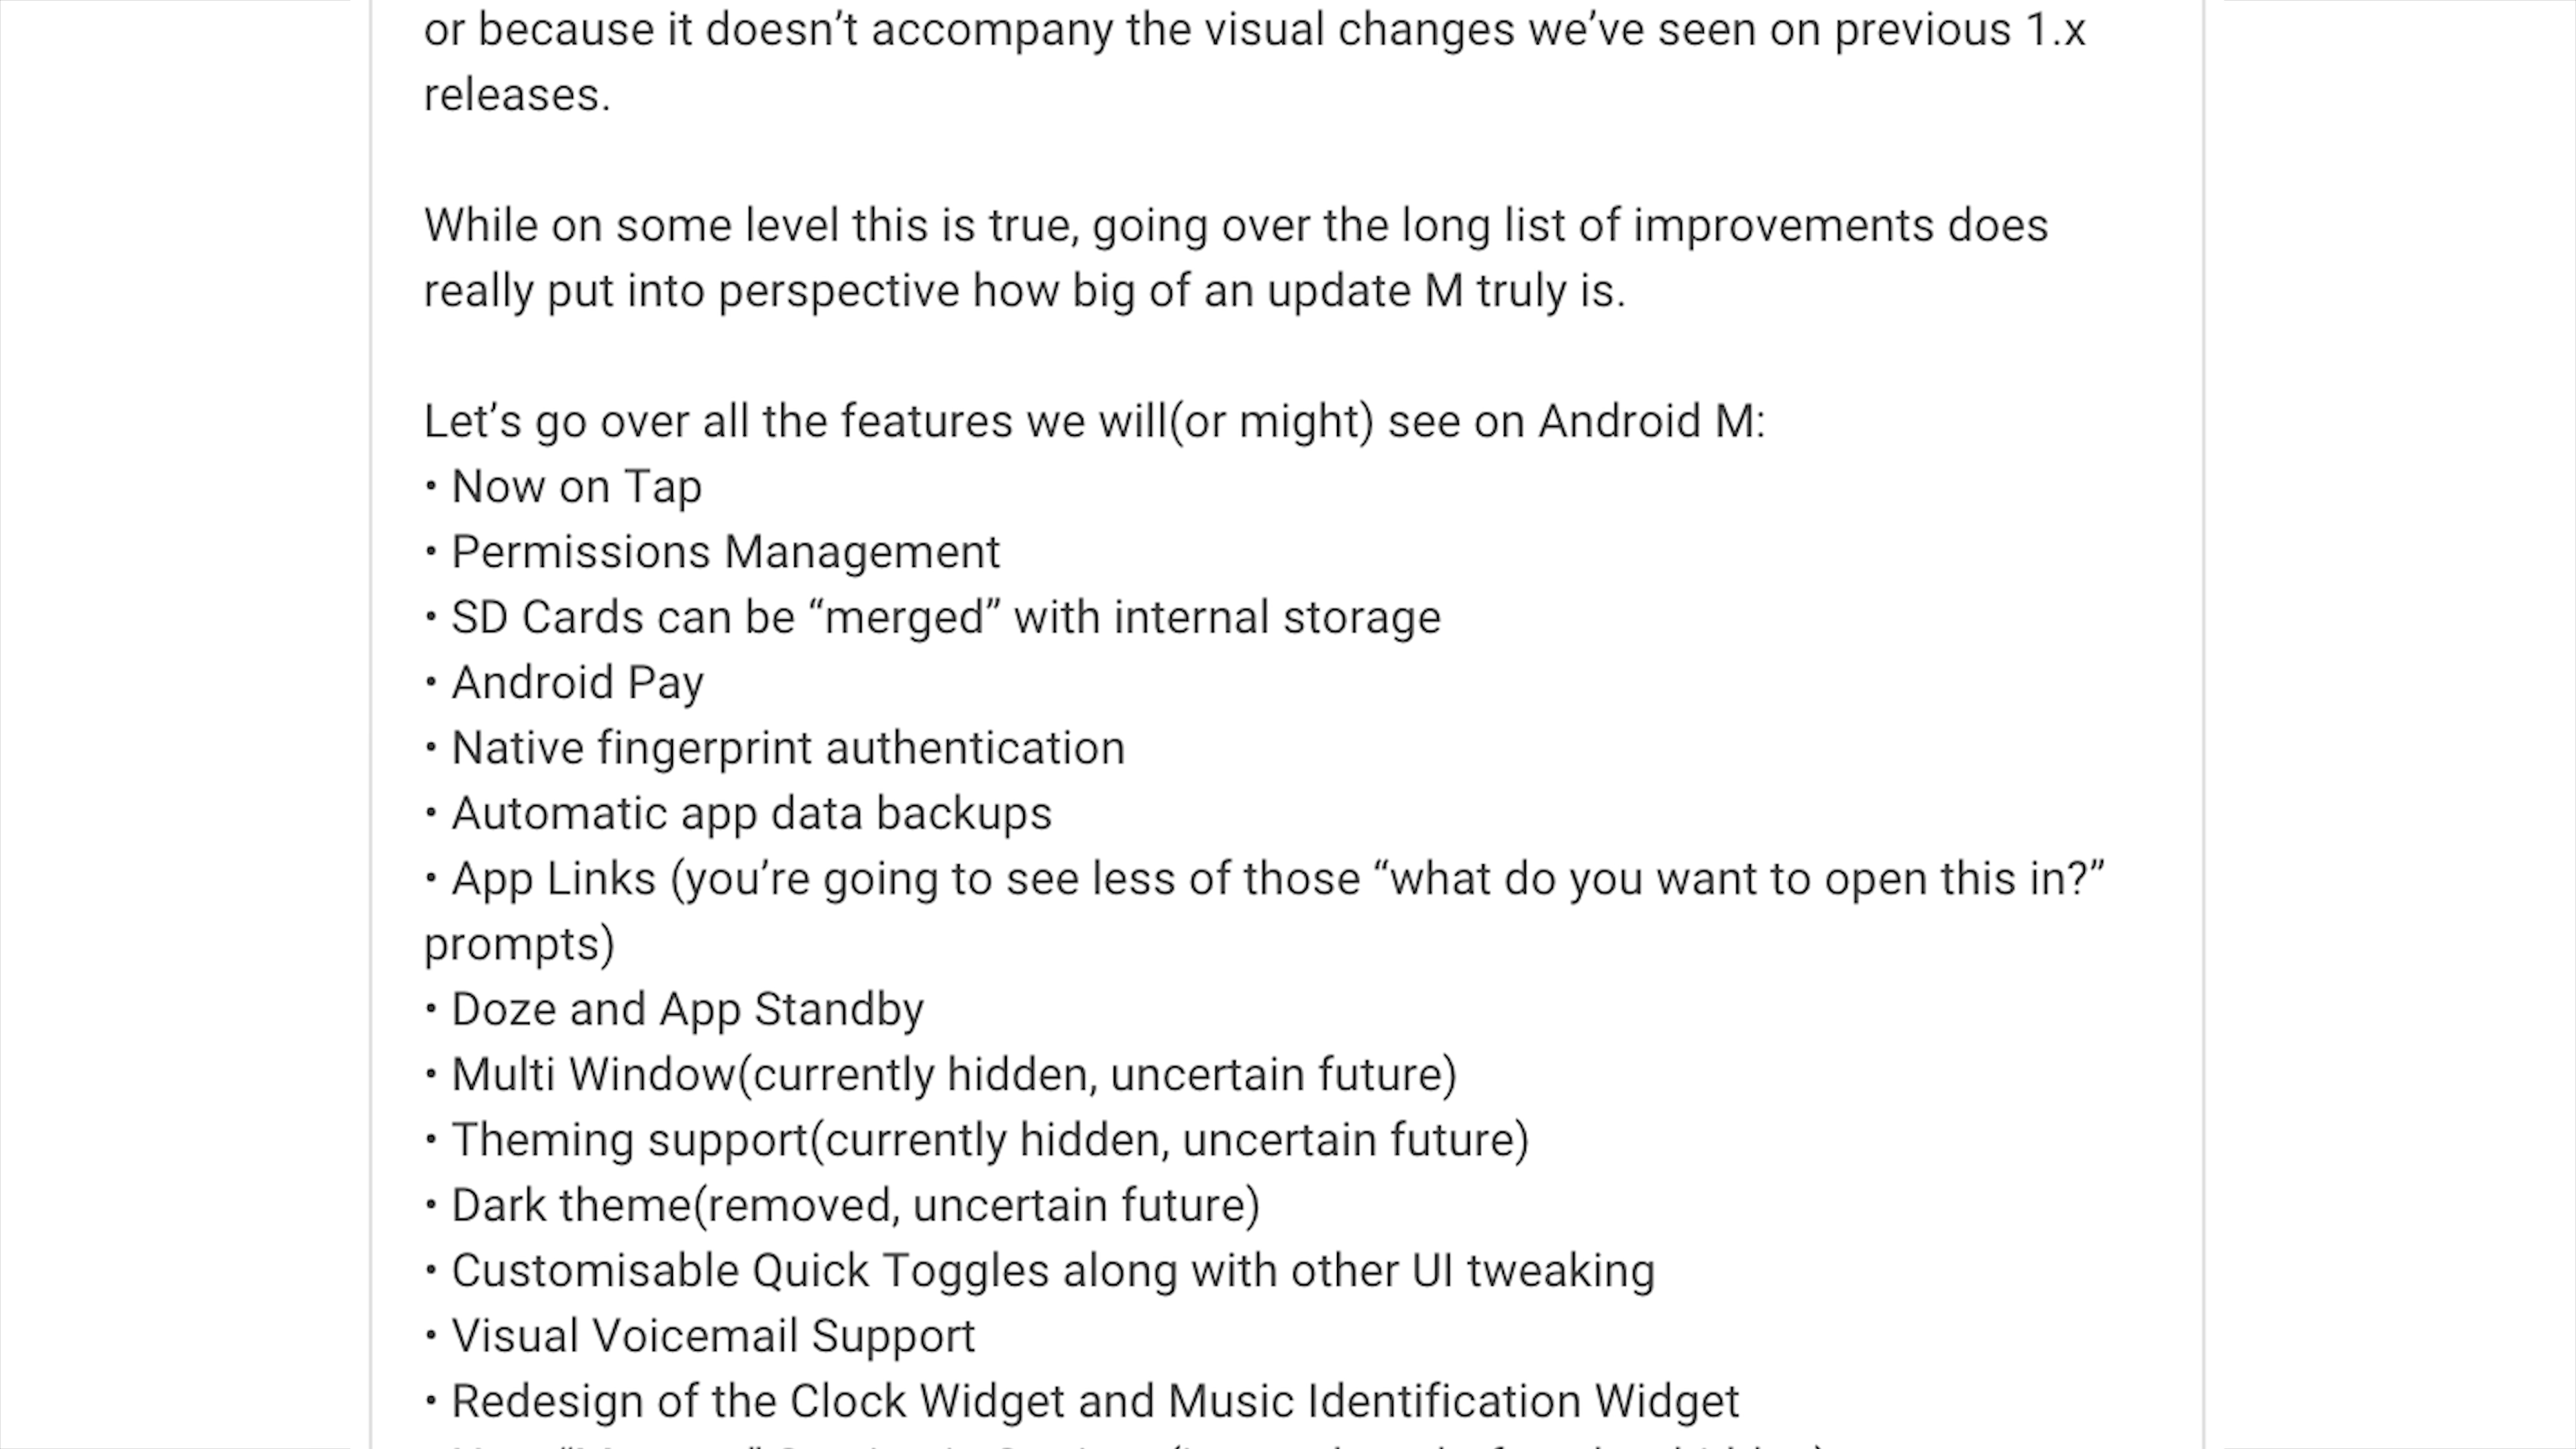 or because it doesn’t accompany the visual changes we’ve seen on previous 1.x
releases.
While on some level this is true, going over the long list of improvements does
really put into perspective how big of an update M truly is.
Let’s go over all the features we will(or might) see on Android M:
• Now on Tap
• Permissions Management
• SD Cards can be “merged” with internal storage
• Android Pay
• Native fingerprint authentication
• Automatic app data backups
• App Links (you’re going to see less of those “what do you want to open this in?”
prompts)
• Doze and App Standby
• Multi Window(currently hidden, uncertain future)
• Theming support(currently hidden, uncertain future)
• Dark theme(removed, uncertain future)
• Customisable Quick Toggles along with other UI tweaking
• Visual Voicemail Support
• Redesign of the Clock Widget and Music Identification Widget